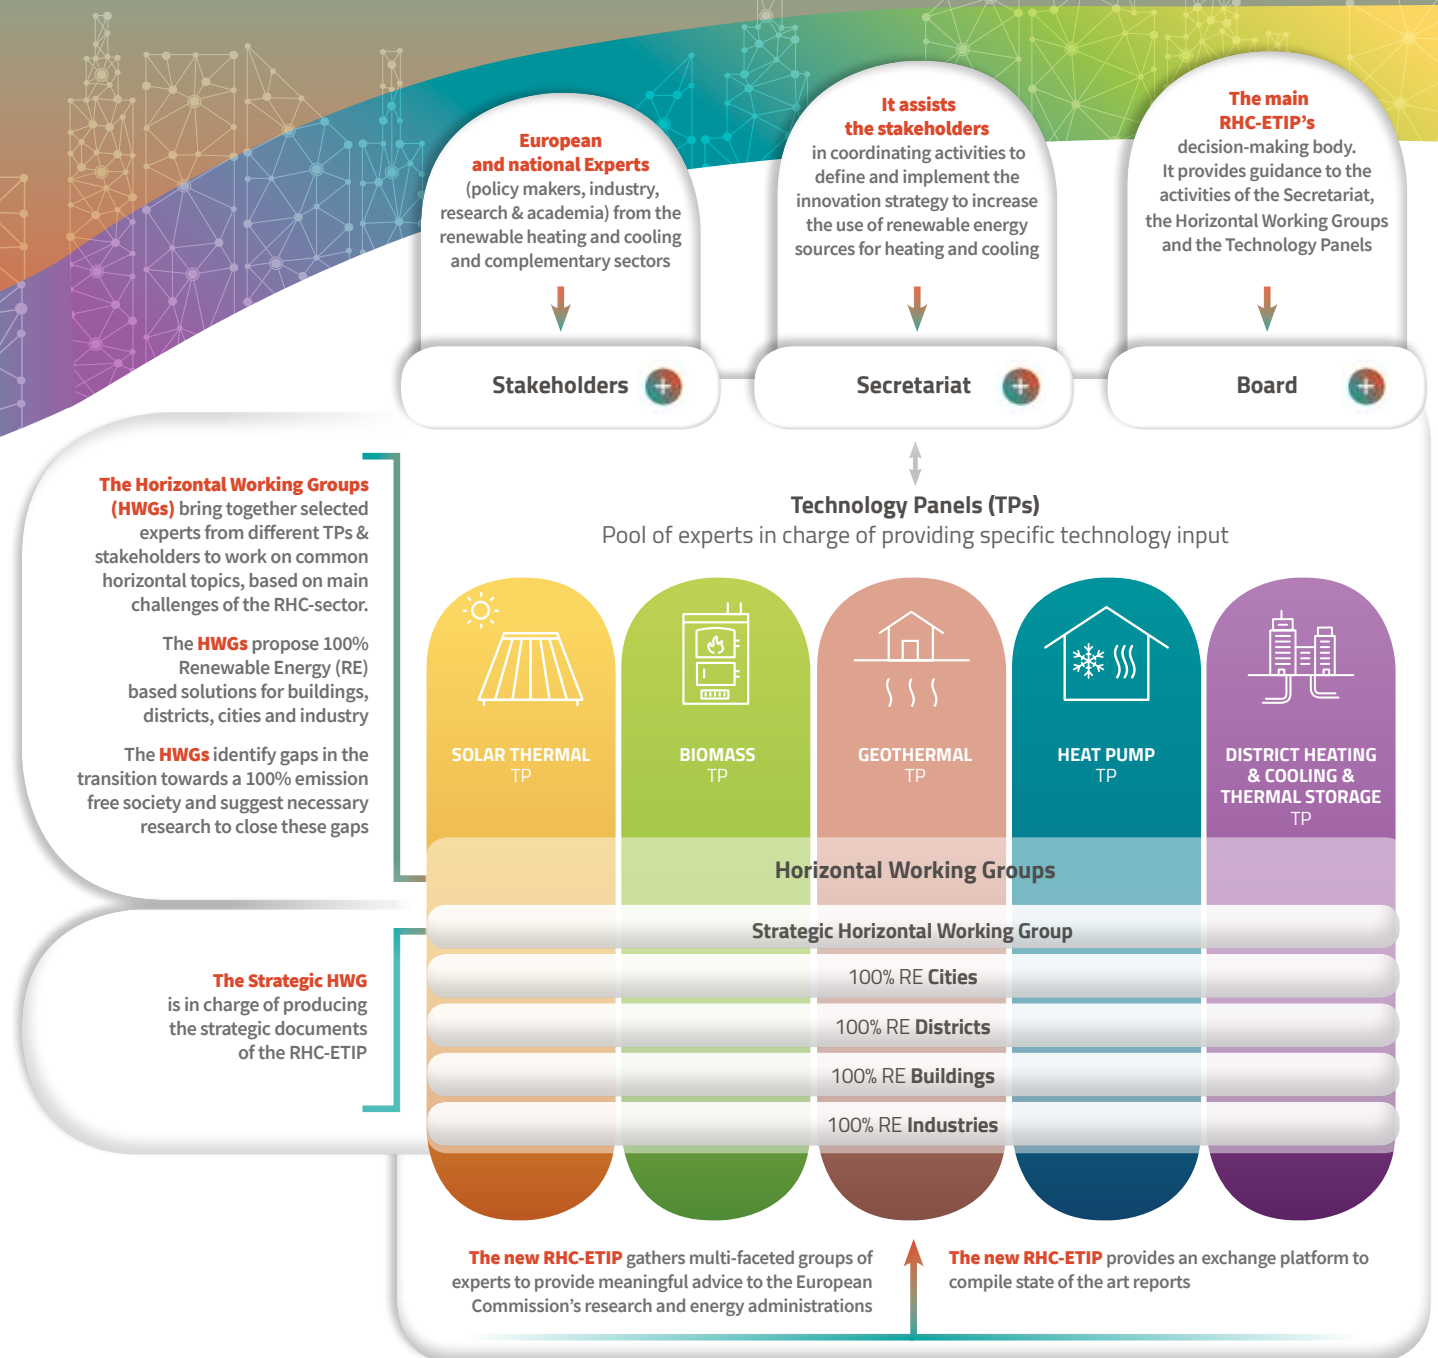 European
and national Experts
(policy makers, industry,
research & academia) from the
renewable heating and cooling
and complementary sectors
Stakeholders
It assists
the stakeholders
in coordinating activities to
define and implement the
innovation strategy to increase
the use of renewable energy
sources for heating and cooling
Secretariat
The main
RHC-ETIP’s
decision-making body.
It provides guidance to the
activities of the Secretariat,
the Horizontal Working Groups
and the Technology Panels
Board
The Horizontal Working Groups
(HWGs) bring together selected
experts from different TPs &
stakeholders to work on common
horizontal topics, based on main
challenges of the RHC-sector.
The HWGs propose 100%
Renewable Energy (RE)
based solutions for buildings,
districts, cities and industry
The HWGs identify gaps in the
transition towards a 100% emission
free society and suggest necessary
research to close these gaps
The Strategic HWG
is in charge of producing
the strategic documents
of the RHC-ETIP
Technology Panels (TPs)
Pool of experts in charge of providing specific technology input
SOLAR THERMAL
TP
BIOMASS
TP
GEOTHERMAL
TP
HEAT PUMP
TP
DISTRICT HEATING
& COOLING &
THERMAL STORAGE
TP
Horizontal Working Groups
Strategic Horizontal Working Group
100% RE Cities
100% RE Districts
100% RE Buildings
100% RE Industries
The new RHC-ETIP gathers multi-faceted groups of
experts to provide meaningful advice to the European
Commission’s research and energy administrations
The new RHC-ETIP provides an exchange platform to
compile state of the art reports